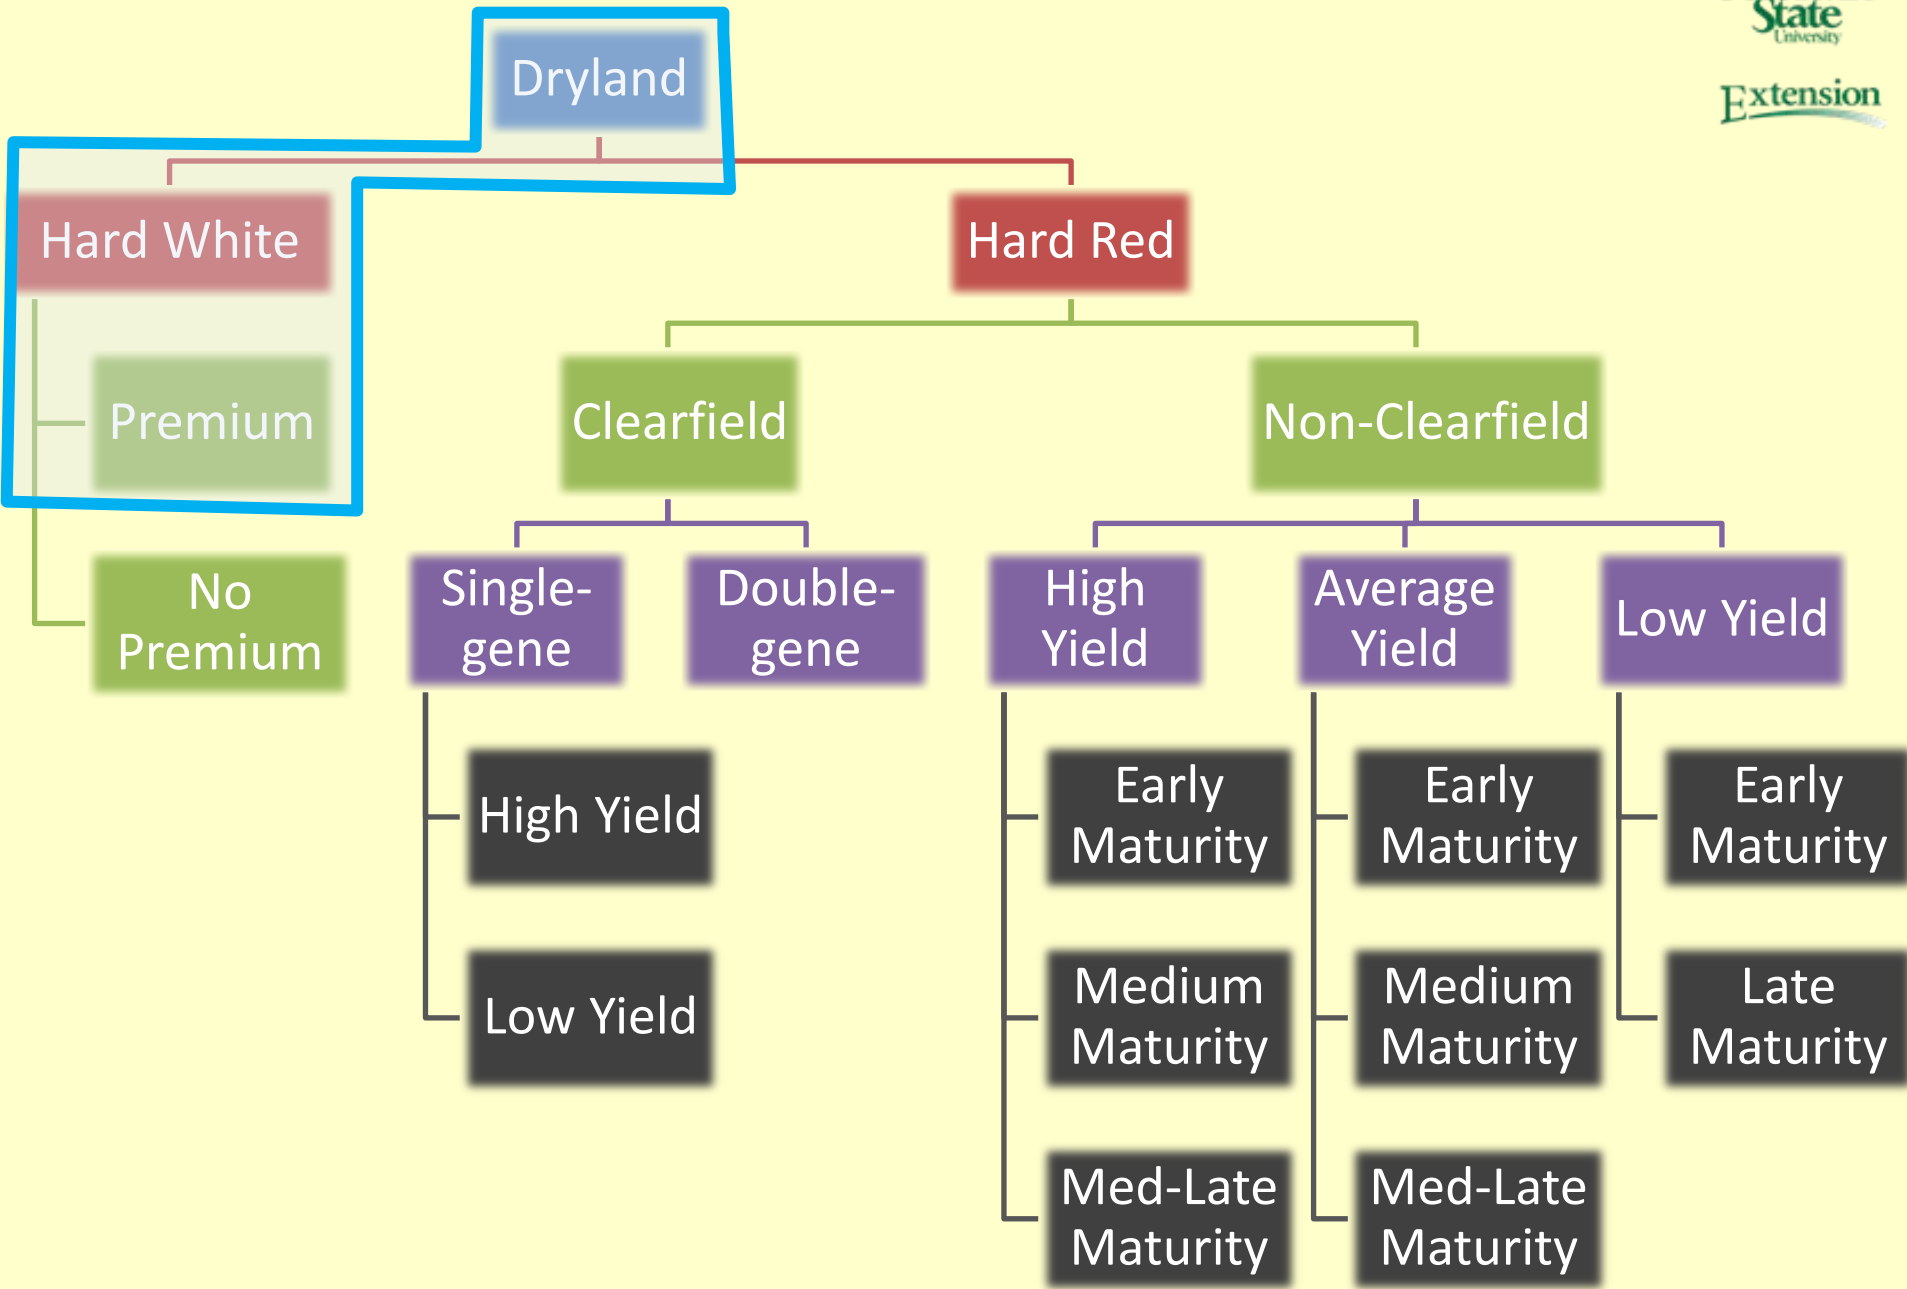 State
University
Extension
Dryland
Hard White
Hard Red
Premium
Clearfield
Non-Clearfield
No
Premium
Single-
gene
Double-
gene
High
Yield
Average
Yield
Low Yield
High Yield
Early
Maturity
Early
Maturity
Early
Maturity
Low Yield
Medium
Maturity
Medium
Maturity
Late
Maturity
Med-Late
Maturity
Med-Late
Maturity